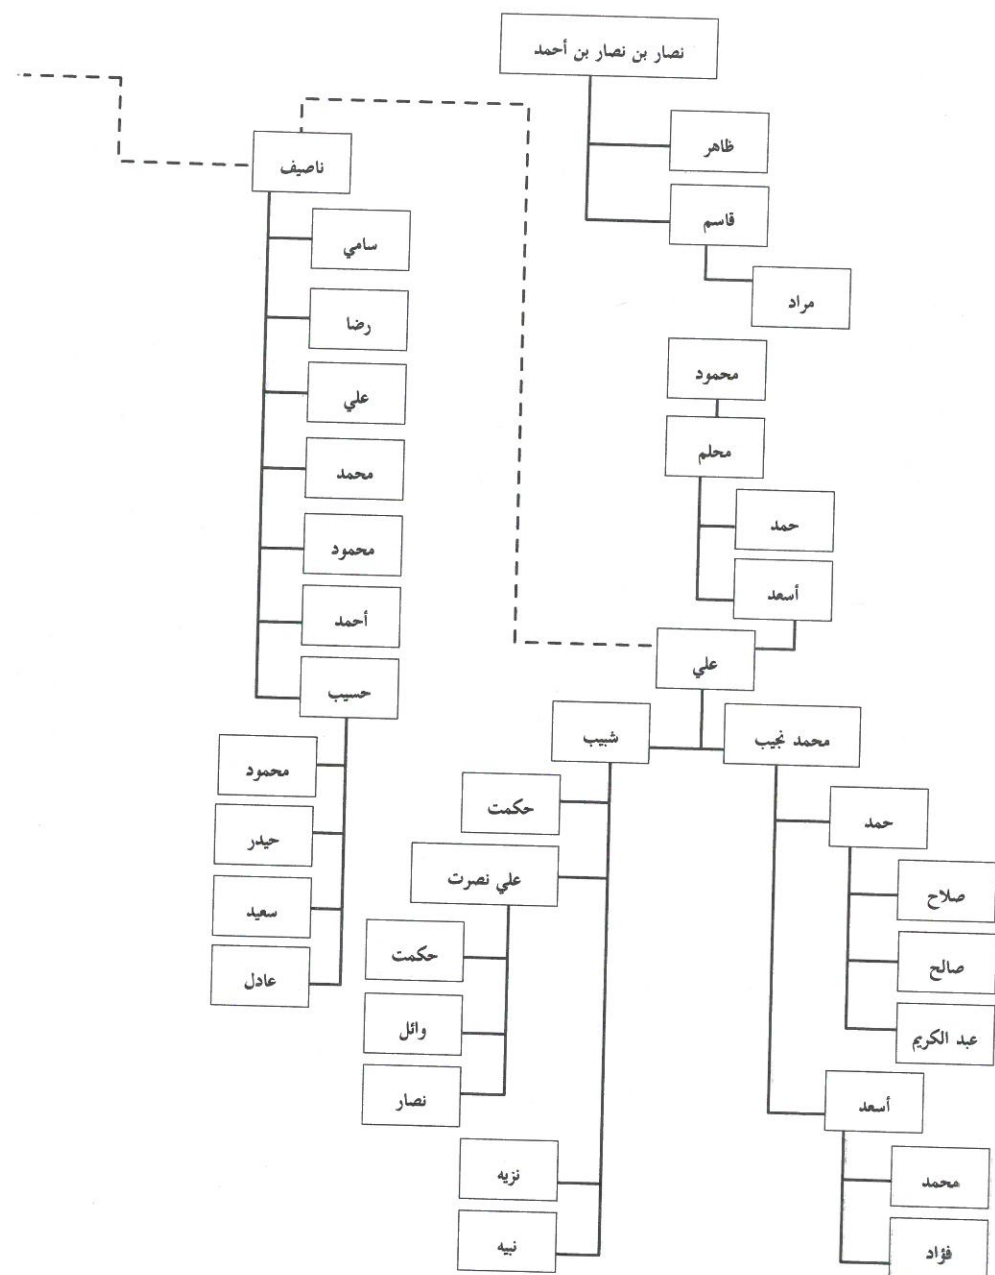 نصار بن نصار بن أحمد
ظاهر
قاسم
مراد
محمود
محلم
حمد
أسعد
علي
محمد نجيب
حمد
صلاح
صالح
عبد الكريم
أسعد
محمد
فؤاد
شبيب
حكمت
علي نصرت
حكمت
وائل
نصار
نزيه
نبيه
ناصيف
سامي
رضا
علي
محمد
محمود
أحمد
حسيب
محمود
حيدر
سعيد
عادل